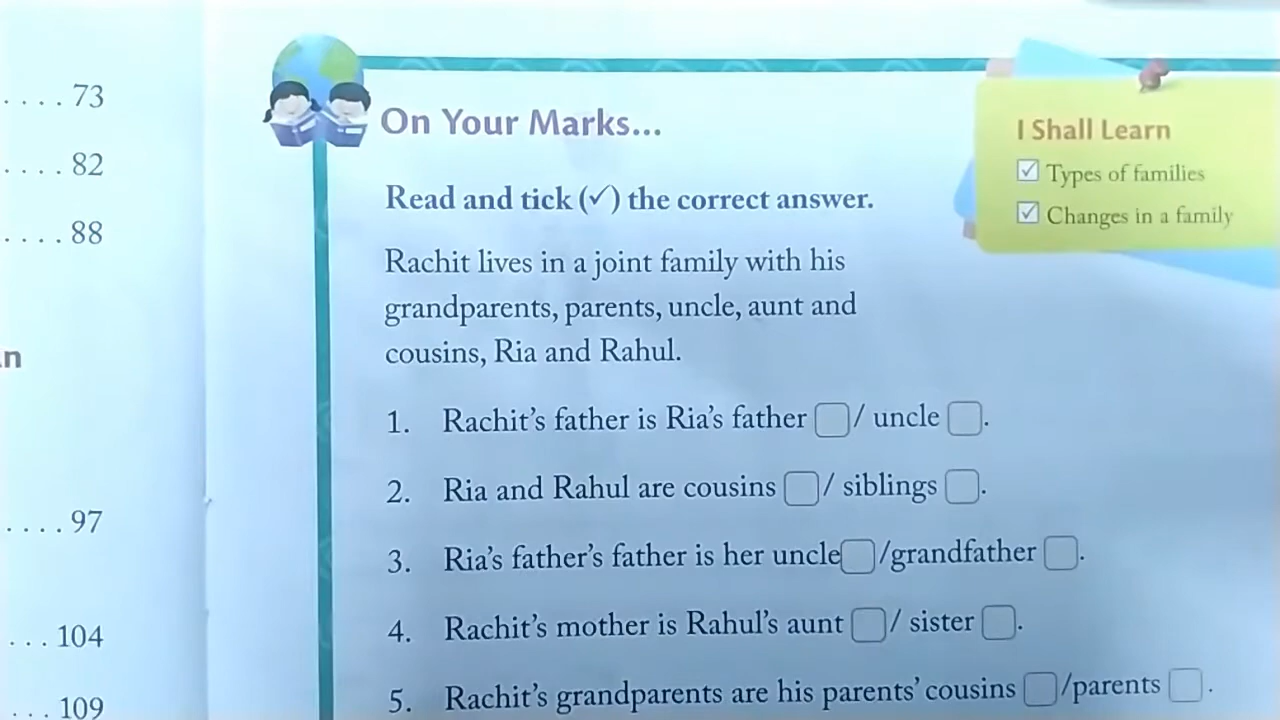 .... 73
.... 82
.... 88
.... 97
... 104
... 109
On Your Marks...
I Shall Learn
☑ Types of families
☑ Changes in a family
Read and tick (✓) the correct answer.
Rachit lives in a joint family with his
grandparents, parents, uncle, aunt and
cousins, Ria and Rahul.
1. Rachit's father is Ria's father ☐/ uncle ☐.
2. Ria and Rahul are cousins ☐/ siblings ☐.
3. Ria's father's father is her uncle☐/grandfather ☐.
4. Rachit's mother is Rahul's aunt ☐/ sister ☐.
5. Rachit's grandparents are his parents' cousins ☐/parents ☐.